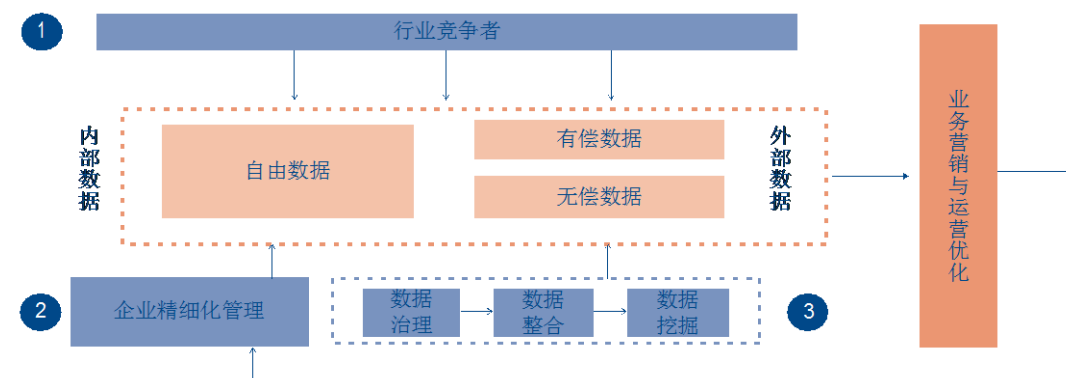 1
行业竞争者
内部数据
自由数据
有偿数据
无偿数据
外部数据
业务营销与运营优化
2
企业精细化管理
数据
治理
数据
整合
数据
挖掘
3